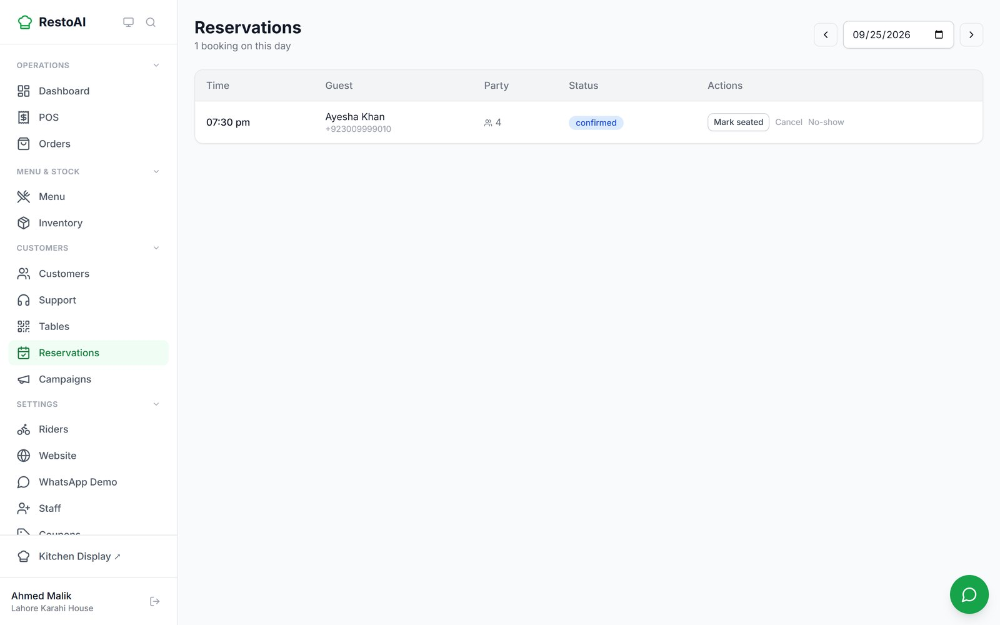 RestoAI
OPERATIONS
Dashboard
POS
Orders
MENU & STOCK
Menu
Inventory
CUSTOMERS
Customers
Support
Tables
Reservations
Campaigns
SETTINGS
Riders
Website
WhatsApp Demo
Staff
Coupons
Kitchen Display ↗
Ahmed Malik
Lahore Karahi House
Reservations
1 booking on this day
09/25/2026
Time Guest Party Status Actions
07:30 pm Ayesha Khan 4 confirmed Mark seated Cancel No-show
+923009999010